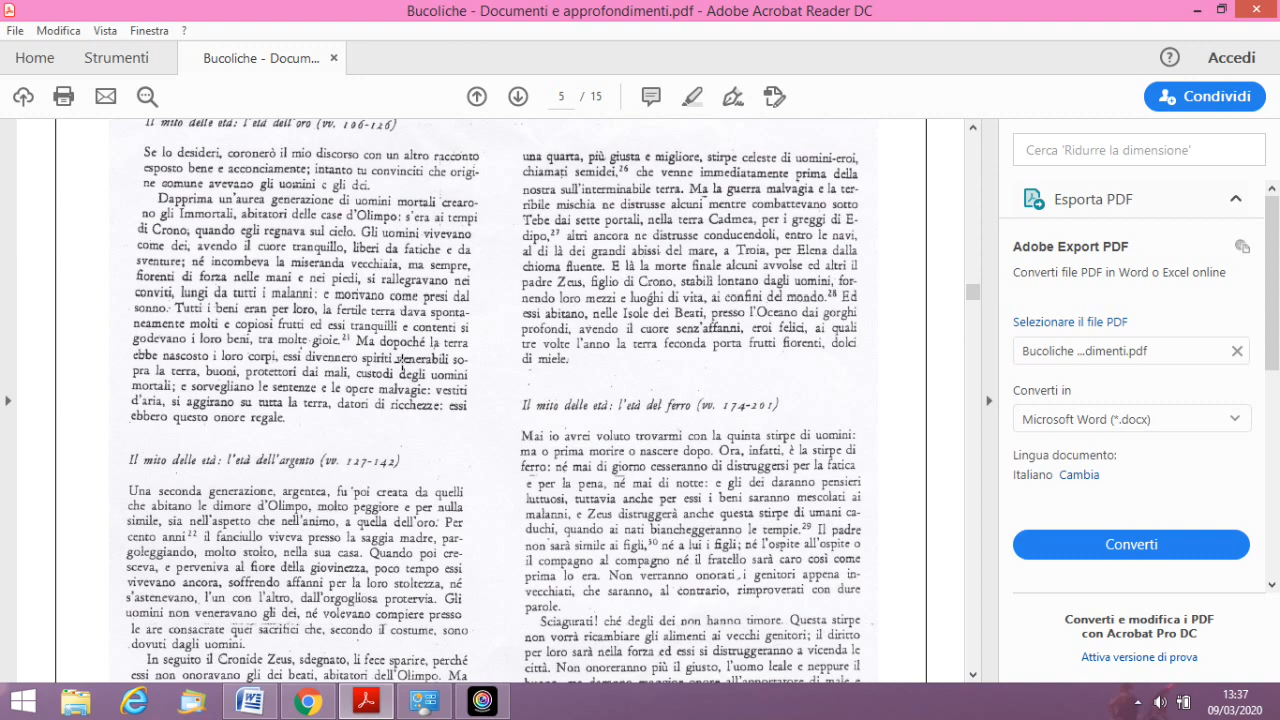 Bucoliche - Documenti e approfondimenti.pdf - Adobe Acrobat Reader DC
File Modifica Vista Finestra ?
Home Strumenti Bucoliche - Docum... × Accedi
5 / 15 Condividi
Il mito delle età: l'età dell'oro (vv. 106-126)
Se lo desideri, coronerò il mio discorso con un altro racconto
esposto bene e acconciamente; intanto tu convinciti che origi-
ne comune avevano gli uomini e gli dei.
Dapprima un'aurea generazione di uomini mortali crearo-
no gli Immortali, abitatori delle case d'Olimpo: s'era ai tempi
di Crono, quando egli regnava sul cielo. Gli uomini vivevano
come dei, avendo il cuore tranquillo, liberi da fatiche e da
sventure; né incombeva la miseranda vecchiaia, ma sempre,
fiorenti di forza nelle mani e nei piedi, si rallegravano nei
conviti, lungi da tutti i malanni: e morivano come presi dal
sonno. Tutti i beni eran per loro, la fertile terra dava sponta-
neamente molti e copiosi frutti ed essi tranquilli e contenti si
godevano i loro beni, tra molte gioie.21 Ma dopoché la terra
ebbe nascosto i loro corpi, essi divennero spiriti venerabili so-
pra la terra, buoni, protettori dai mali, custodi degli uomini
mortali; e sorvegliano le sentenze e le opere malvagie: vestiti
d'aria, si aggirano su tutta la terra, datori di ricchezze: essi
ebbero questo onore regale.
Il mito delle età: l'età dell'argento (vv. 127-142)
Una seconda generazione, argentea, fu poi creata da quelli
che abitano le dimore d'Olimpo, molto peggiore e per nulla
simile, sia nell'aspetto che nell'animo, a quella dell'oro. Per
cento anni22 il fanciullo viveva presso la saggia madre, par-
goleggiando, molto stolto, nella sua casa. Quando poi cre-
sceva, e perveniva al fiore della giovinezza, poco tempo essi
vivevano ancora, soffrendo affanni per la loro stoltezza, né
s'astenevano, l'un con l'altro, dall'orgogliosa protervia. Gli
uomini non veneravano gli dei, né volevano compiere presso
le are consacrate quei sacrifici che, secondo il costume, sono
dovuti dagli uomini.
In seguito il Cronide Zeus, sdegnato, li fece sparire, perché
essi non onoravano gli dei beati, abitatori dell'Olimpo. Ma
una quarta, più giusta e migliore, stirpe celeste di uomini-eroi,
chiamati semidei,26 che venne immediatamente prima della
nostra sull'interminabile terra. Ma la guerra malvagia e la ter-
ribile mischia ne distrusse alcuni mentre combattevano sotto
Tebe dai sette portali, nella terra Cadmea, per i greggi di E-
dipo,27 altri ancora ne distrusse conducendoli, entro le navi,
al di là dei grandi abissi del mare, a Troia, per Elena dalla
chioma fluente. E là la morte finale alcuni avvolse ed altri il
padre Zeus, figlio di Crono, stabilì lontano dagli uomini, for-
nendo loro mezzi e luoghi di vita, ai confini del mondo.28 Ed
essi abitano, nelle Isole dei Beati, presso l'Oceano dai gorghi
profondi, avendo il cuore senz'affanni, eroi felici, ai quali
tre volte l'anno la terra feconda porta frutti fiorenti, dolci
di miele.
Il mito delle età: l'età del ferro (vv. 174-201)
Mai io avrei voluto trovarmi con la quinta stirpe di uomini:
ma o prima morire o nascere dopo. Ora, infatti, è la stirpe di
ferro: né mai di giorno cesseranno di distruggersi per la fatica
e per la pena, né mai di notte: e gli dei daranno pensieri
luttuosi, tuttavia anche per essi i beni saranno mescolati ai
malanni, e Zeus distruggerà anche questa stirpe di umani ca-
duchi, quando ai nati biancheggeranno le tempie.29 Il padre
non sarà simile ai figli,30 né a lui i figli; né l'ospite all'ospite o
il compagno al compagno né il fratello sarà caro così come
prima lo era. Non verranno onorati i genitori appena in-
vecchiati, che saranno, al contrario, rimproverati con dure
parole.
Sciagurati! ché degli dei non hanno timore. Questa stirpe
non vorrà ricambiare gli alimenti ai vecchi genitori; il diritto
per loro sarà nella forza ed essi si distruggeranno a vicenda le
città. Non onoreranno più il giusto, l'uomo leale e neppure il
Cerca 'Ridurre la dimensione'
Esporta PDF
Adobe Export PDF
Converti file PDF in Word o Excel online
Selezionare il file PDF
Bucoliche ...dimenti.pdf
Converti in
Microsoft Word (*.docx)
Lingua documento:
Italiano Cambia
Converti
Converti e modifica i PDF
con Acrobat Pro DC
Attiva versione di prova
13:37
09/03/2020